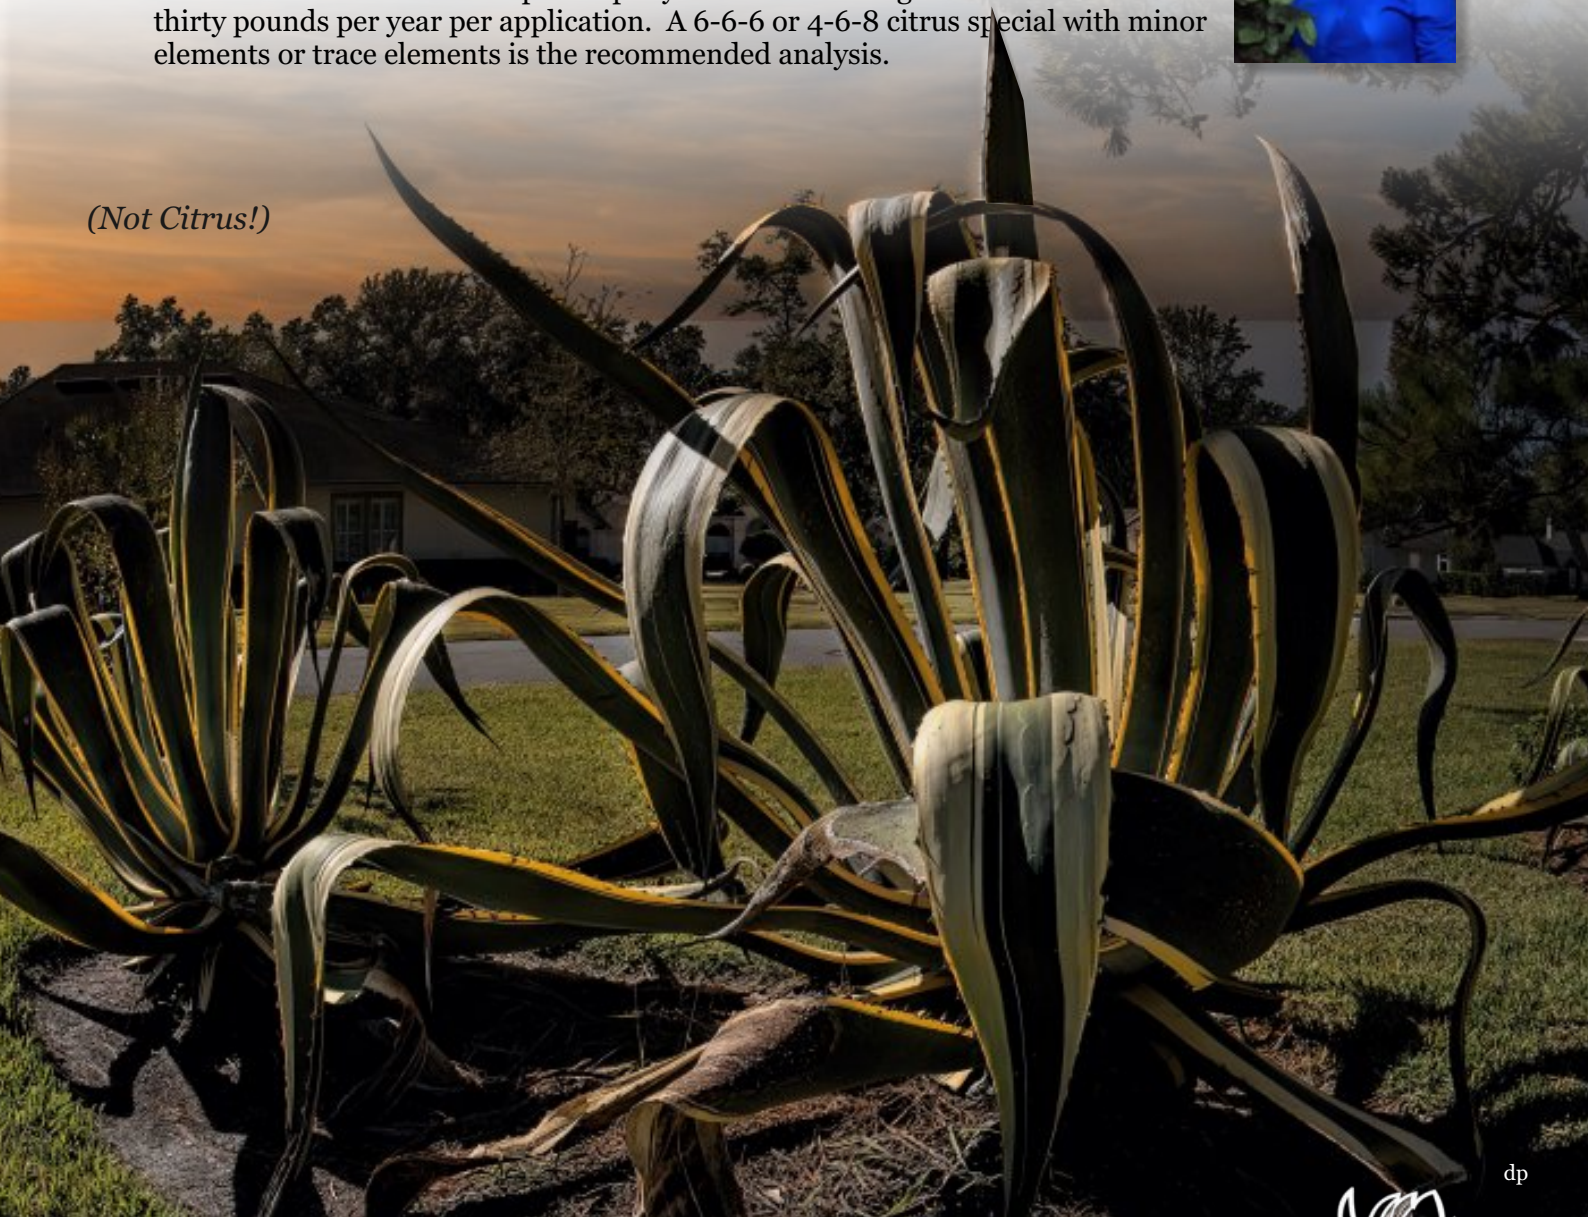 thirty pounds per year per application.  A 6-6-6 or 4-6-8 citrus special with minor
elements or trace elements is the recommended analysis.
(Not Citrus!)
dp